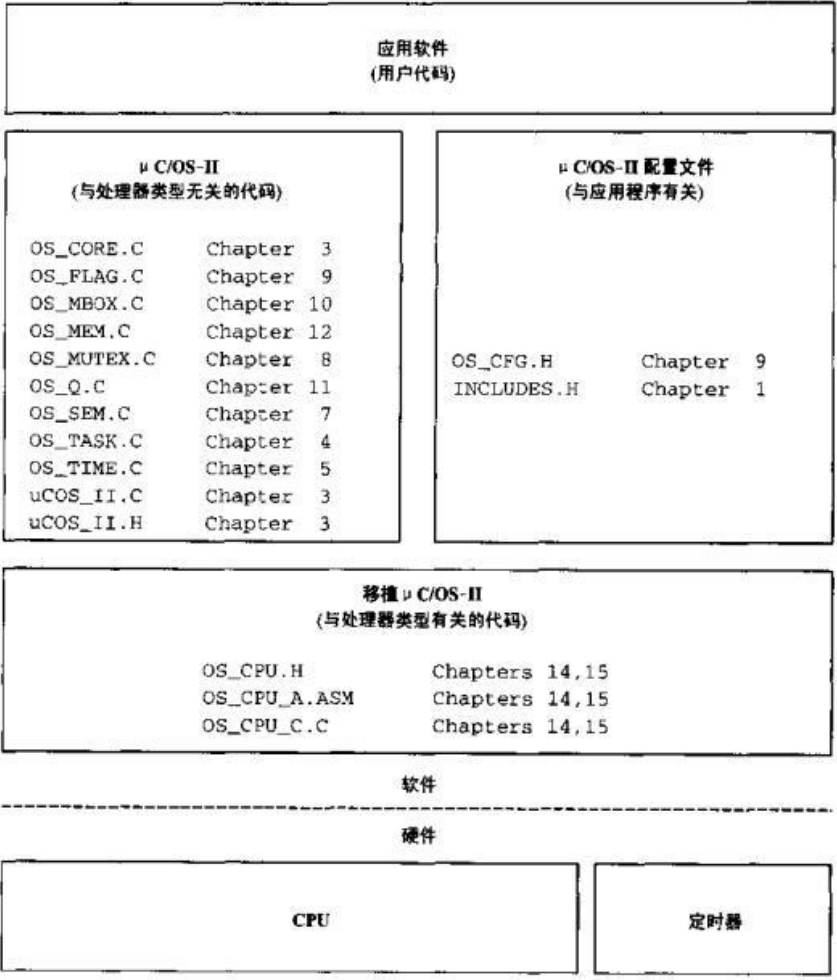 应用软件
(用户代码)
μ C/OS-II
(与处理器类型无关的代码)
OS_CORE.C Chapter 3
OS_FLAG.C Chapter 9
OS_MBOX.C Chapter 10
OS_MEM.C Chapter 12
OS_MUTEX.C Chapter 8
OS_Q.C Chapter 11
OS_SEM.C Chapter 7
OS_TASK.C Chapter 4
OS_TIME.C Chapter 5
uCOS_II.C Chapter 3
uCOS_II.H Chapter 3
μ C/OS-II 配置文件
(与应用程序有关)
OS_CFG.H Chapter 9
INCLUDES.H Chapter 1
移植 μ C/OS-II
(与处理器类型有关的代码)
OS_CPU.H Chapters 14,15
OS_CPU_A.ASM Chapters 14,15
OS_CPU_C.C Chapters 14,15
软件
硬件
CPU
定时器